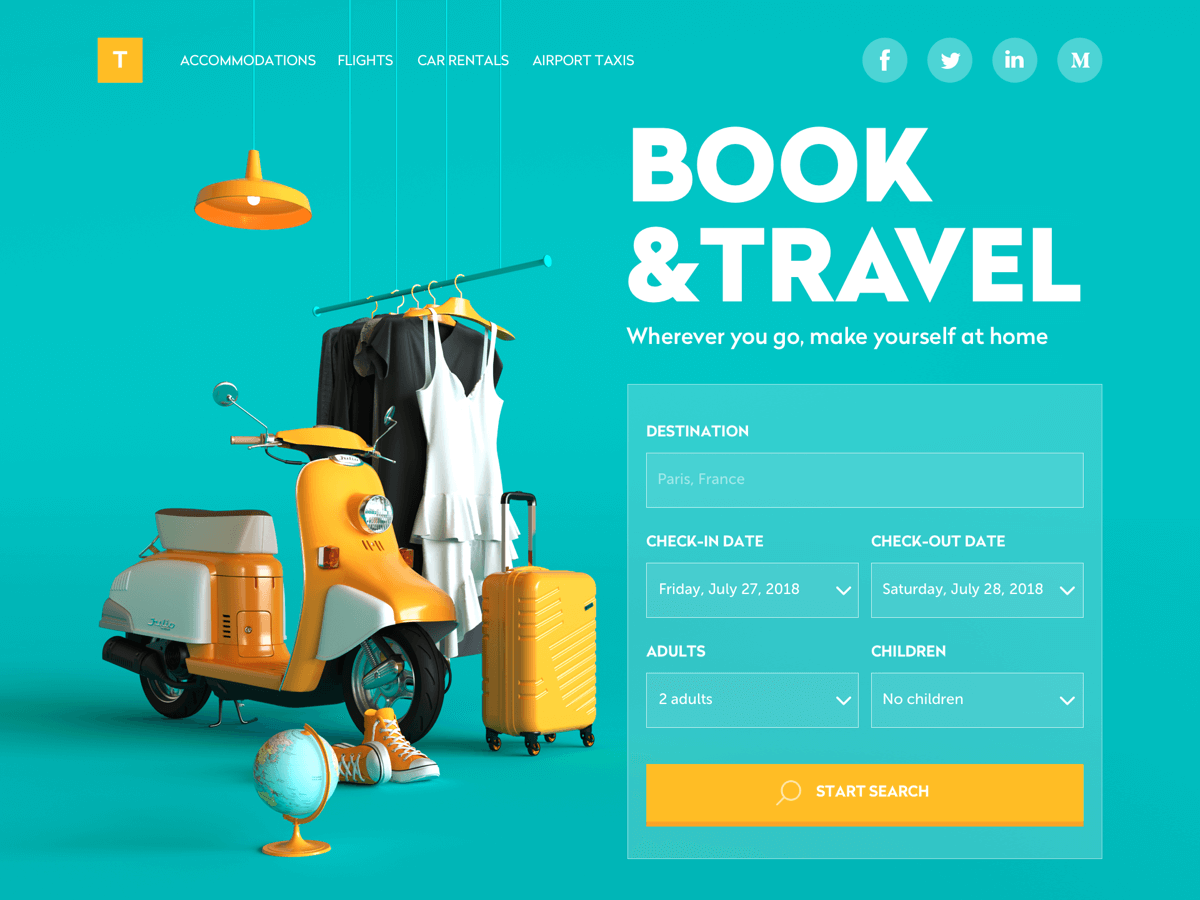 T
ACCOMMODATIONS FLIGHTS CAR RENTALS AIRPORT TAXIS
f in M
BOOK
&TRAVEL
Wherever you go, make yourself at home
DESTINATION
Paris, France
CHECK-IN DATE CHECK-OUT DATE
Friday, July 27, 2018 Saturday, July 28, 2018
ADULTS CHILDREN
2 adults No children
START SEARCH